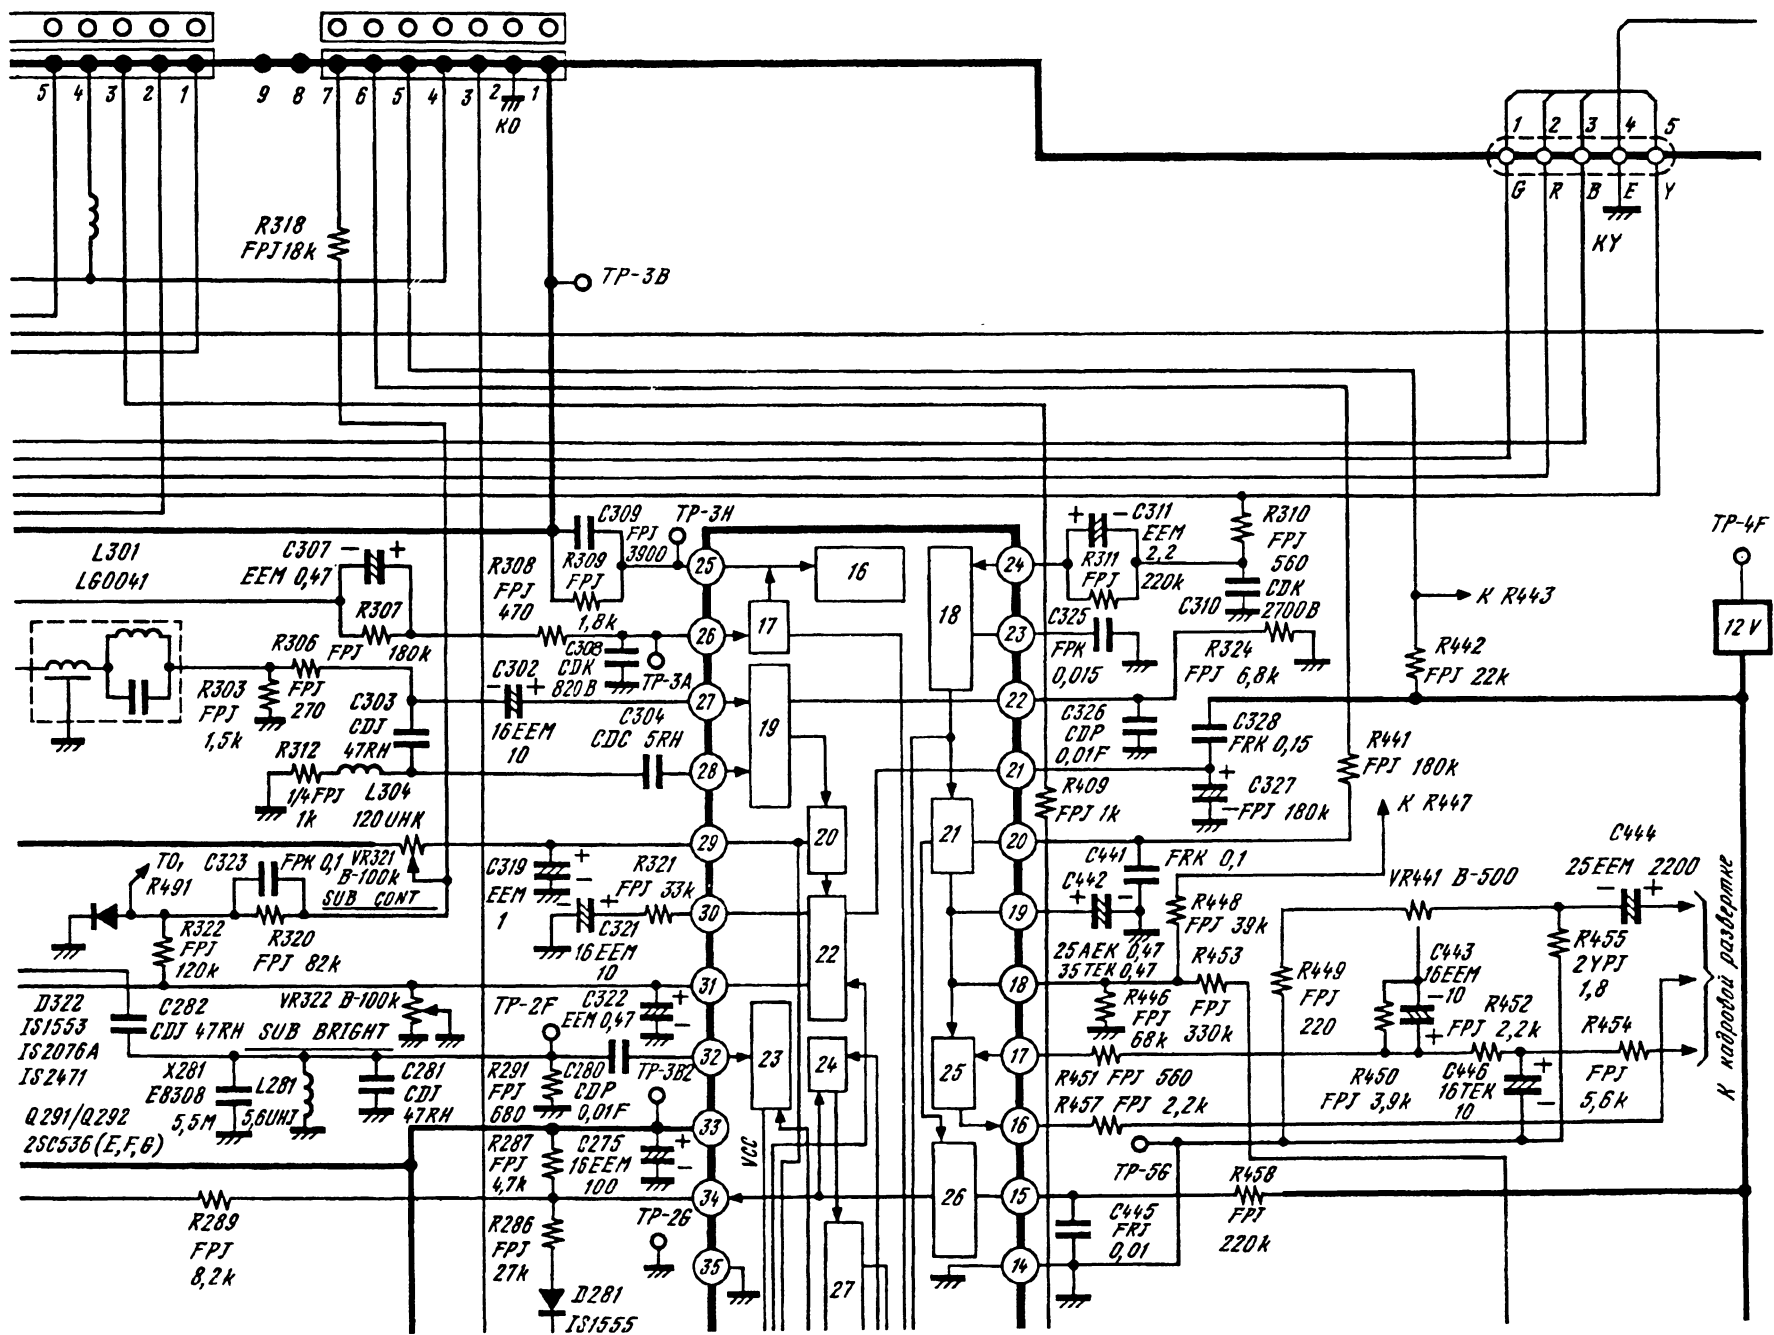 5 4 3 2 1 9 8 7 6 5 4 3 2 1
KD
1 2 3 4 5
G R B E Y
KY
R318
FPJ18k
TP-3B
L301
LG0041
C307
EEM 0,47
R307
FPJ 180k
R306
FPJ
270
R303
FPJ
1,5k
C303
CDJ
47RH
R312
1/4FPJ
1k
L304
120UHK
R308
FPJ
470
C309
FPJ
3900
R309
FPJ
1,8k
TP-3H
C308
CDK
820B
TP-3A
C302
16EEM
10
C304
CDC 5RH
TO,
R491
C323
FPK 0,1
VR321
B-100k
SUB CONT
R322
FPJ
120k
R320
FPJ 82k
C319
EEM
1
R321
FPJ 33k
C321
16EEM
10
D322
IS1553
IS2076A
IS2471
C282
CDJ 47RH
VR322 B-100k
SUB BRIGHT
TP-2F
C322
EEM 0,47
X281
EB308
5,5M
L281
5,6UHJ
C281
CDJ
47RH
R291
FPJ
680
C280
CDP
0,01F
TP-3B2
Q291/Q292
2SC536(E,F,G)
R287
FPJ
4,7k
C275
16EEM
100
R289
FPJ
8,2k
R286
FPJ
27k
TP-2G
D281
IS1555
25
26
27
28
29
30
31
32
33
34
35
16
17
18
19
20
21
22
23
24
25
26
27
VCC
24
23
22
21
20
19
18
17
16
15
14
C311
EEM
2,2
R311
FPJ
220k
R310
FPJ
560
C310
CDK
2700B
C325
FPK
0,015
R324
FPJ 6,8k
C326
CDP
0,01F
C328
FRK 0,15
C327
FPJ 180k
R409
FPJ 1k
К R443
R442
FPJ 22k
R441
FPJ 180k
К R447
TP-4F
12 V
C441
FRK 0,1
C442
25AEK 0,47
35TEK 0,47
R448
FPJ 39k
R453
FPJ
330k
R446
FPJ
68k
VR441 B-500
C444
25EEM 2200
R449
FPJ
220
C443
16EEM
10
R455
2YPJ
1,8
R452
FPJ 2,2k
R454
FPJ
5,6k
R451 FPJ 560
R450
FPJ 3,9k
C446
16TEK
10
R457 FPJ 2,2k
TP-5G
R458
FPJ
220k
C445
FRJ
0,01
К кадровой развертке